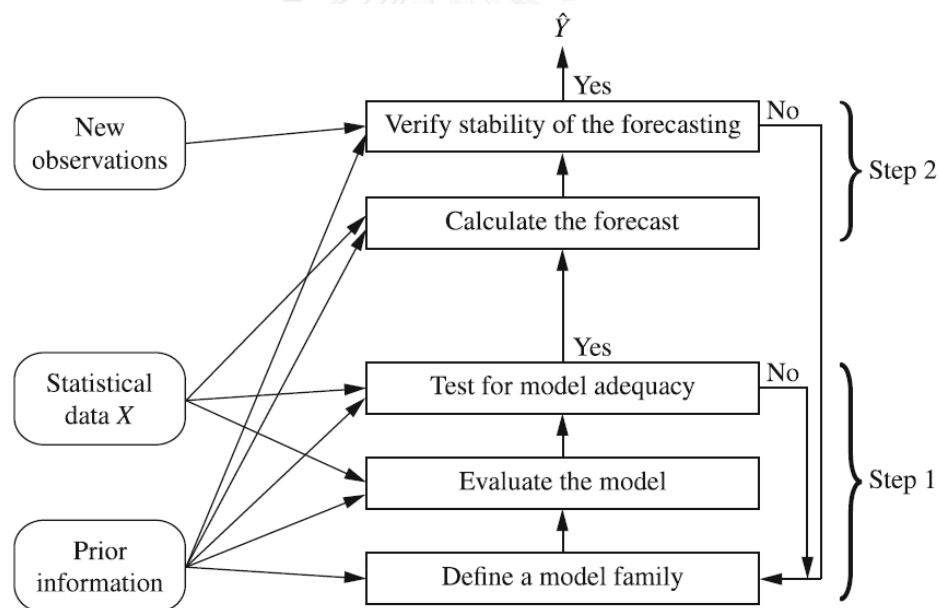 Ŷ
Yes
New
observations
Verify stability of the forecasting
No
Step 2
Calculate the forecast
Yes
Statistical
data X
Test for model adequacy
No
Evaluate the model
Step 1
Prior
information
Define a model family